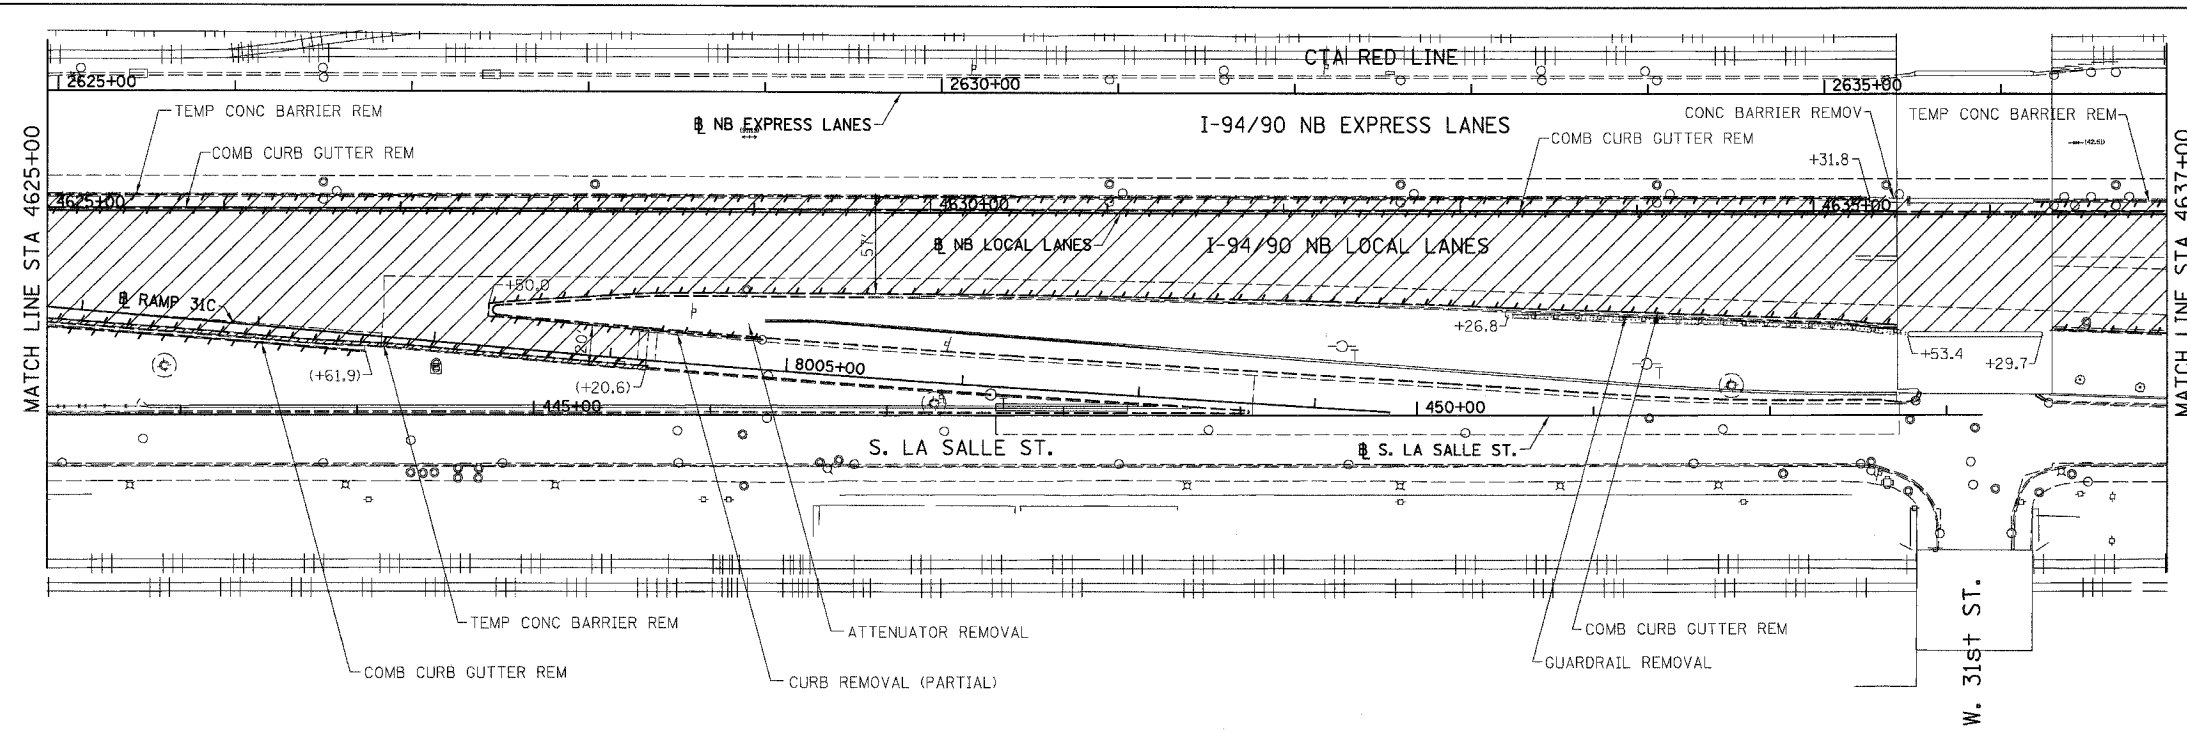 CTA RED LINE
2625+00
2630+00
2635+00
TEMP CONC BARRIER REM
℄ NB EXPRESS LANES
I-94/90 NB EXPRESS LANES
CONC BARRIER REMOV
TEMP CONC BARRIER REM
COMB CURB GUTTER REM
COMB CURB GUTTER REM
+31.8
MATCH LINE STA 4625+00
MATCH LINE STA 4637+00
4625+00
4630+00
4635+00
57'
℄ NB LOCAL LANES
I-94/90 NB LOCAL LANES
℄ RAMP 31C
+50.0
+26.8
20'
+53.4
+29.7
(+61.9)
(+20.6)
8005+00
445+00
450+00
S. LA SALLE ST.
℄ S. LA SALLE ST.
W. 31st ST.
TEMP CONC BARRIER REM
ATTENUATOR REMOVAL
COMB CURB GUTTER REM
COMB CURB GUTTER REM
CURB REMOVAL (PARTIAL)
GUARDRAIL REMOVAL